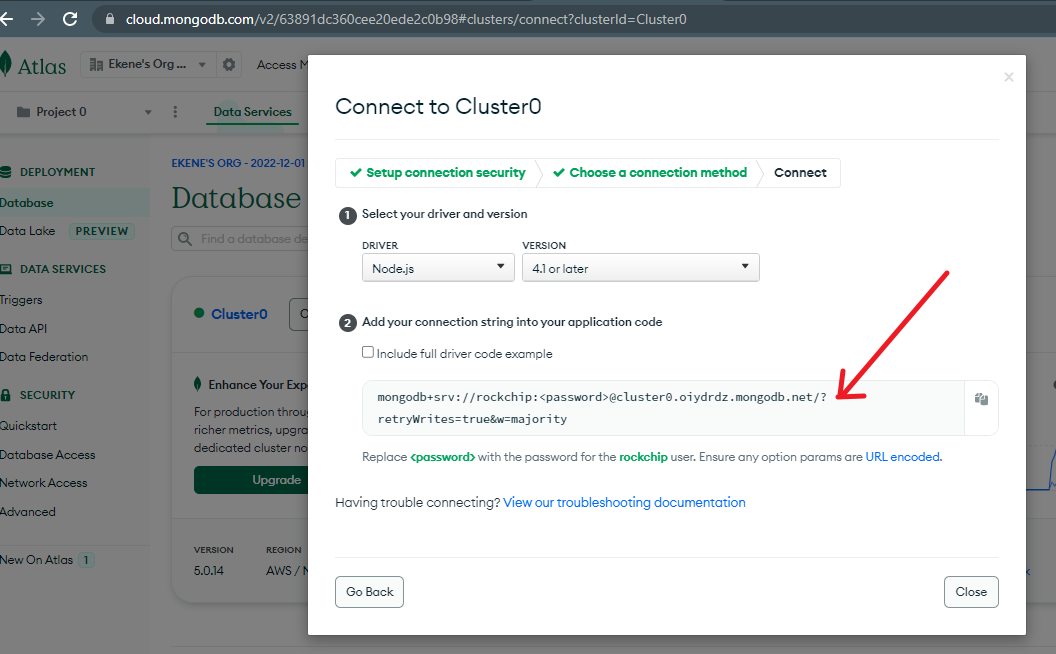 cloud.mongodb.com/v2/63891dc360cee20ede2c0b98#clusters/connect?clusterId=Cluster0
Atlas
Ekene's Org ...
Access M
Project 0
Data Services
DEPLOYMENT
Database
Data Lake PREVIEW
DATA SERVICES
Triggers
Data API
Data Federation
SECURITY
Quickstart
Database Access
Network Access
Advanced
New On Atlas 1
EKENE'S ORG - 2022-12-01
Database
Find a database de
Cluster0
Enhance Your Expe
For production throu
richer metrics, upgra
dedicated cluster no
Upgrade
VERSION REGION
5.0.14 AWS / N
Connect to Cluster0
Setup connection security
Choose a connection method
Connect
1 Select your driver and version
DRIVER VERSION
Node.js 4.1 or later
2 Add your connection string into your application code
Include full driver code example
mongodb+srv://rockchip:<password>@cluster0.oiydrdz.mongodb.net/?
retryWrites=true&w=majority
Replace <password> with the password for the rockchip user. Ensure any option params are URL encoded.
Having trouble connecting? View our troubleshooting documentation
Go Back Close